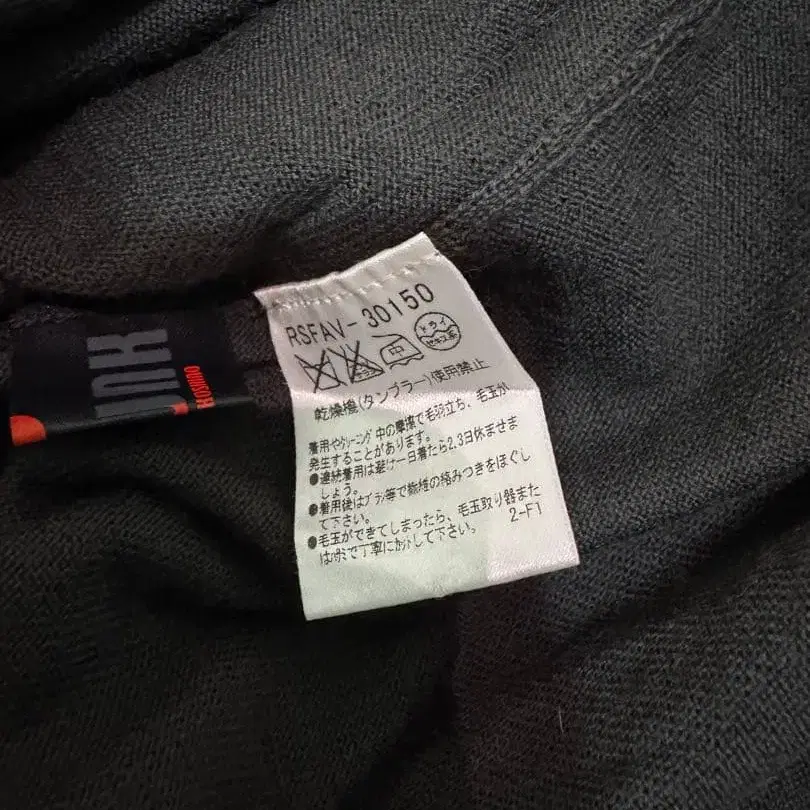 RSFAV-30150
中 ドライ セキユ系
乾燥機(タンブラー)使用禁止
着用やクリーニング中の摩擦で毛羽立ち、毛玉が
発生することがあります。
●連続着用は避け一日着たら2.3日休ませま
しょう。
●着用後はブラシ等で繊維の絡みつきをほぐし
て下さい。
●毛玉ができてしまったら、毛玉取り器また
はハサミで丁寧にカットして下さい。
2-F1
KOSHINO